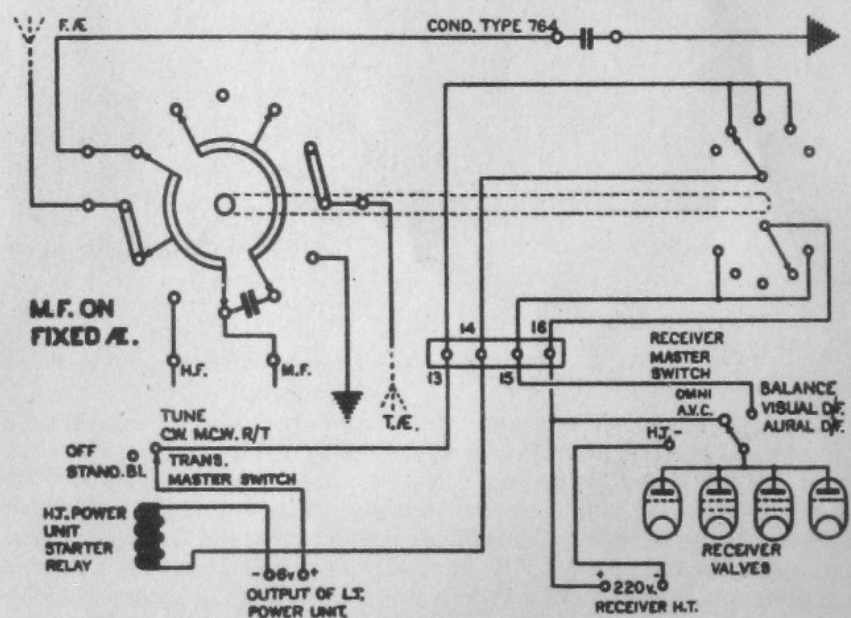 F.Æ
COND. TYPE 764
M.F. ON
FIXED Æ.
H.F.
M.F.
T.Æ.
14
16
13
15
RECEIVER
MASTER
SWITCH
OMNI
A.V.C.
BALANCE
VISUAL D/F.
AURAL D/F.
H.T. -
TUNE
C.W. M.C.W. R/T
OFF
STAND. BI.
TRANS.
MASTER SWITCH
H.T. POWER
UNIT
STARTER
RELAY
- 6v +
OUTPUT OF L.T.
POWER UNIT.
RECEIVER
VALVES
+ 220v. -
RECEIVER H.T.